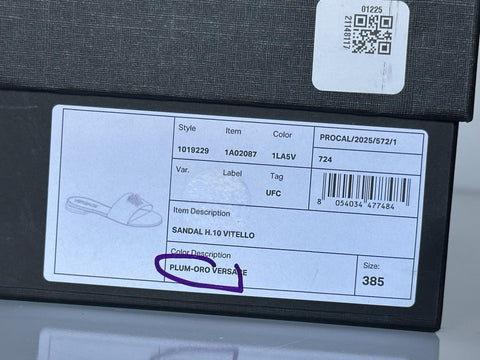 01225
21148117
Style Item Color
1019229 1A02087 1LA5V
PROCAL/2025/572/1
724
Var. Label Tag
UFC
8 054034 477484
Item Description
SANDAL H.10 VITELLO
Color Description
PLUM-ORO VERSACE
Size:
385